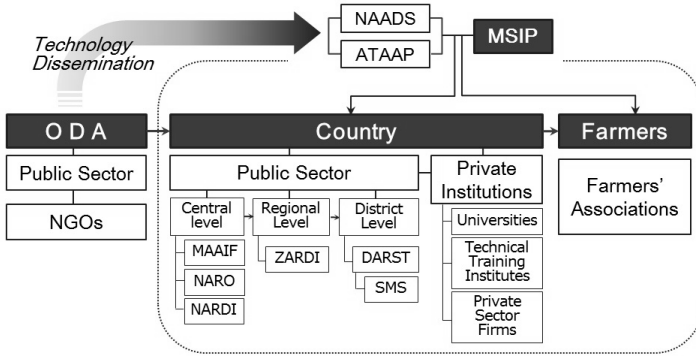 Technology
Dissemination
NAADS
ATAAP
MSIP
O D A
Public Sector
NGOs
Country
Public Sector
Central
level
MAAIF
NARO
NARDI
Regional
Level
ZARDI
District
Level
DARST
SMS
Private
Institutions
Universities
Technical
Training
Institutes
Private
Sector
Firms
Farmers
Farmers’
Associations